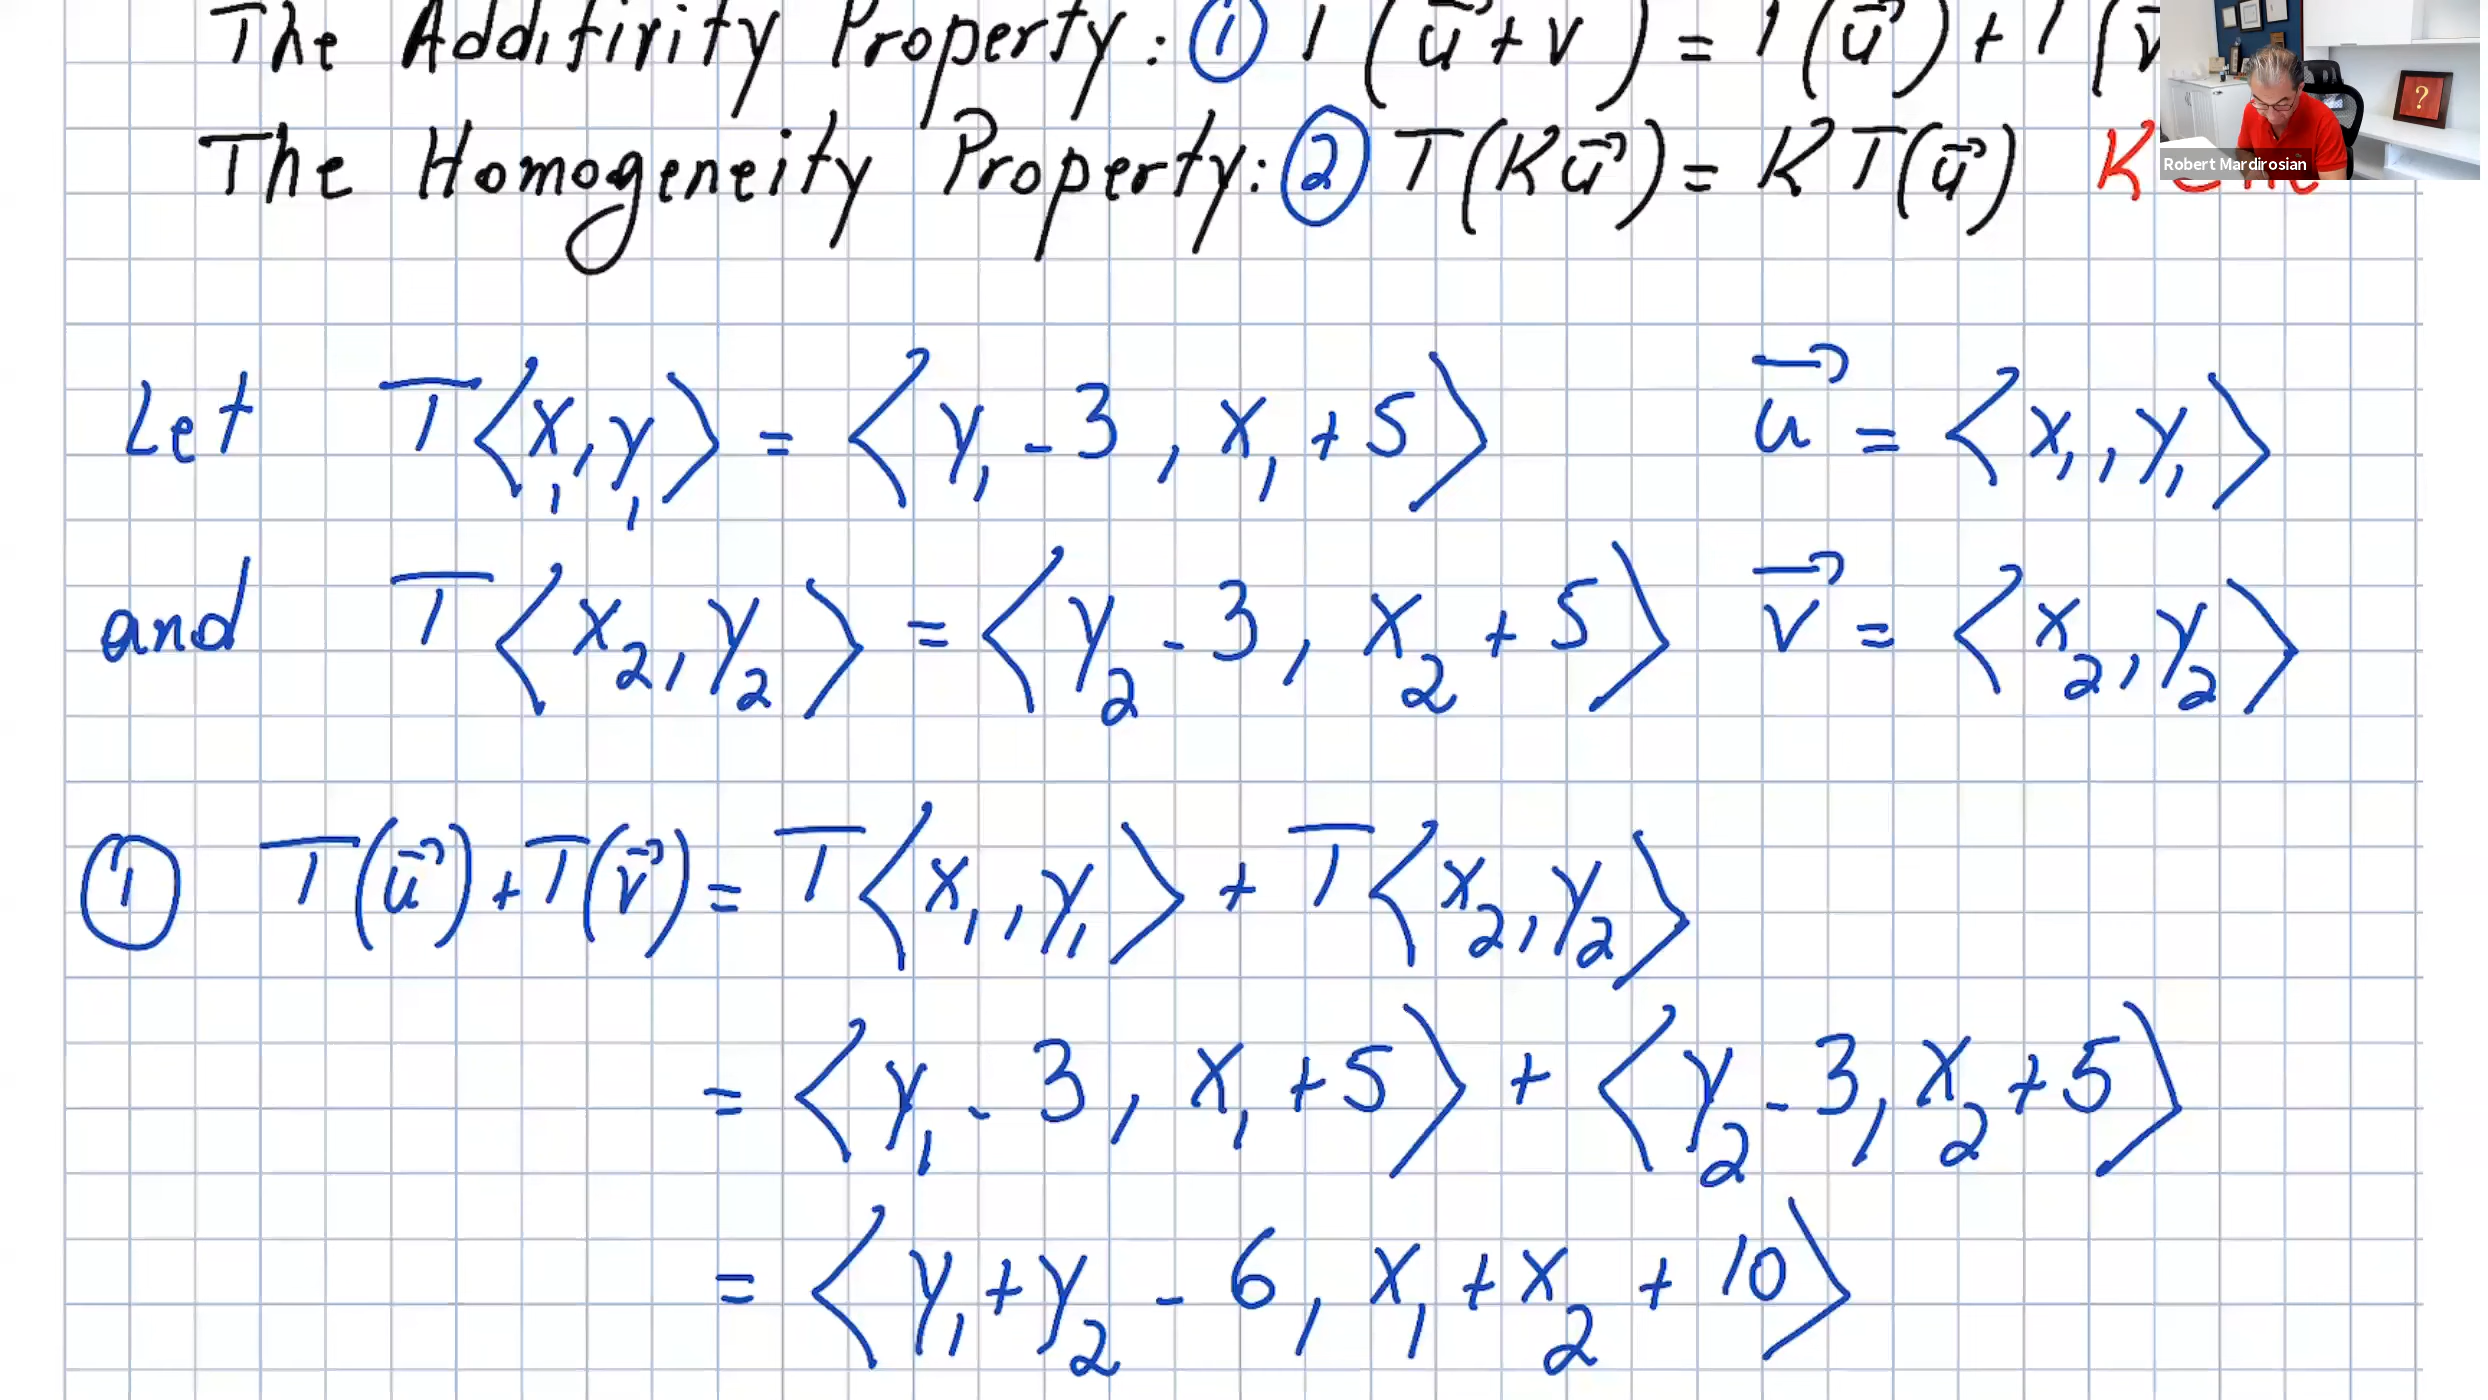 The Additivity Property: ① T(u⃗+v⃗) = T(u⃗)+T(v⃗
The Homogeneity Property: ② T(Ku⃗) = KT(u⃗) K
?
Robert Mardirosian
Let T⟨x₁,y₁⟩ = ⟨y₁-3, x₁+5⟩ u⃗ = ⟨x₁,y₁⟩
and T⟨x₂,y₂⟩ = ⟨y₂-3, x₂+5⟩ v⃗ = ⟨x₂,y₂⟩
① T(u⃗)+T(v⃗) = T⟨x₁,y₁⟩ + T⟨x₂,y₂⟩
= ⟨y₁-3, x₁+5⟩ + ⟨y₂-3, x₂+5⟩
= ⟨y₁+y₂-6, x₁+x₂+10⟩